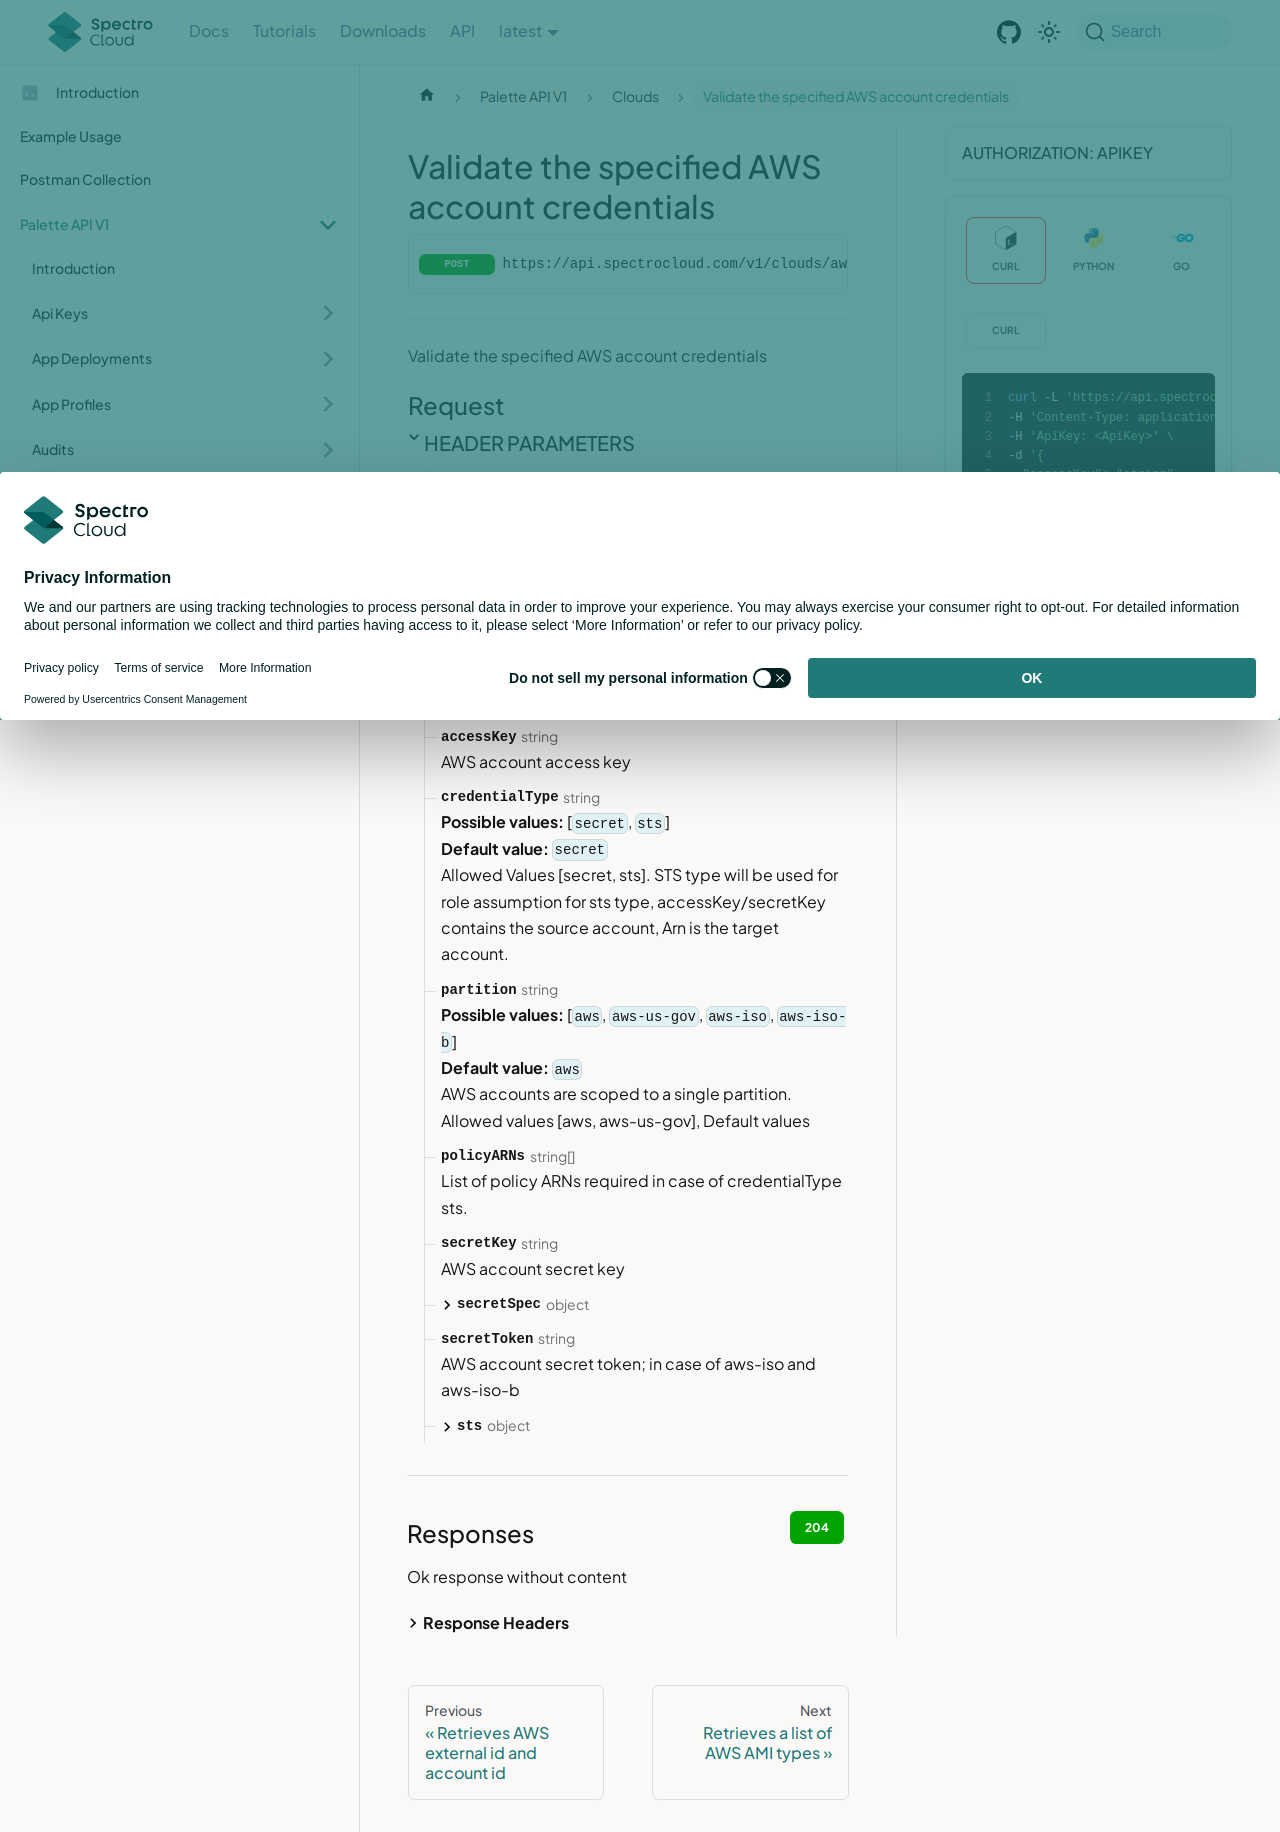 Spectro Cloud
Docs
Tutorials
Downloads
API
latest
Search
Introduction
Example Usage
Postman Collection
Palette API V1
Introduction
Api Keys
App Deployments
App Profiles
Audits
Palette API V1
Clouds
Validate the specified AWS account credentials
Validate the specified AWS
account credentials
POST
https://api.spectrocloud.com/v1/clouds/aw
Validate the specified AWS account credentials
Request
HEADER PARAMETERS
AUTHORIZATION: APIKEY
CURL
PYTHON
GO
CURL
1 curl -L 'https://api.spectroc
2 -H 'Content-Type: application
3 -H 'ApiKey: <ApiKey>' \
4 -d '{
Spectro
Cloud
Privacy Information
We and our partners are using tracking technologies to process personal data in order to improve your experience. You may always exercise your consumer right to opt-out. For detailed information
about personal information we collect and third parties having access to it, please select ‘More Information’ or refer to our privacy policy.
Privacy policy
Terms of service
More Information
Powered by Usercentrics Consent Management
Do not sell my personal information
OK
accessKey string
AWS account access key
credentialType string
Possible values: [secret, sts]
Default value: secret
Allowed Values [secret, sts]. STS type will be used for
role assumption for sts type, accessKey/secretKey
contains the source account, Arn is the target
account.
partition string
Possible values: [aws, aws-us-gov, aws-iso, aws-iso-
b]
Default value: aws
AWS accounts are scoped to a single partition.
Allowed values [aws, aws-us-gov], Default values
policyARNs string[]
List of policy ARNs required in case of credentialType
sts.
secretKey string
AWS account secret key
secretSpec object
secretToken string
AWS account secret token; in case of aws-iso and
aws-iso-b
sts object
Responses
204
Ok response without content
Response Headers
Previous
« Retrieves AWS
external id and
account id
Next
Retrieves a list of
AWS AMI types »